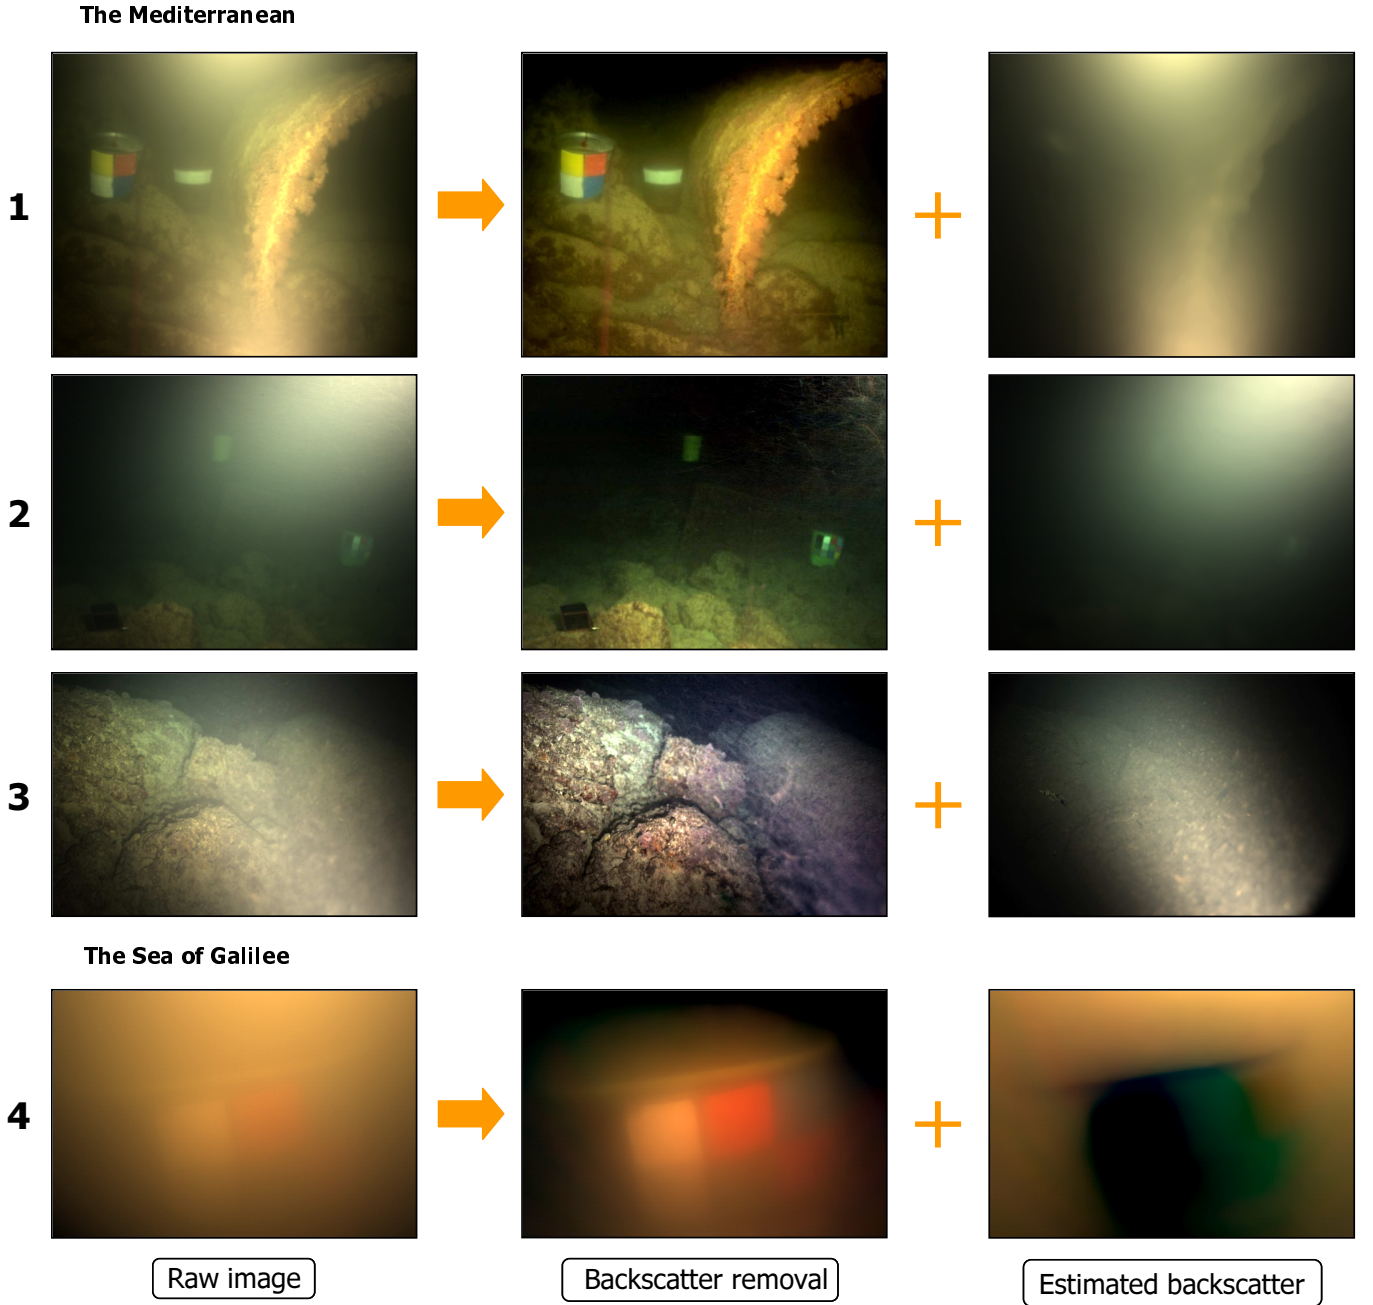 The Mediterranean
1
2
3
The Sea of Galilee
4
Raw image
Backscatter removal
Estimated backscatter